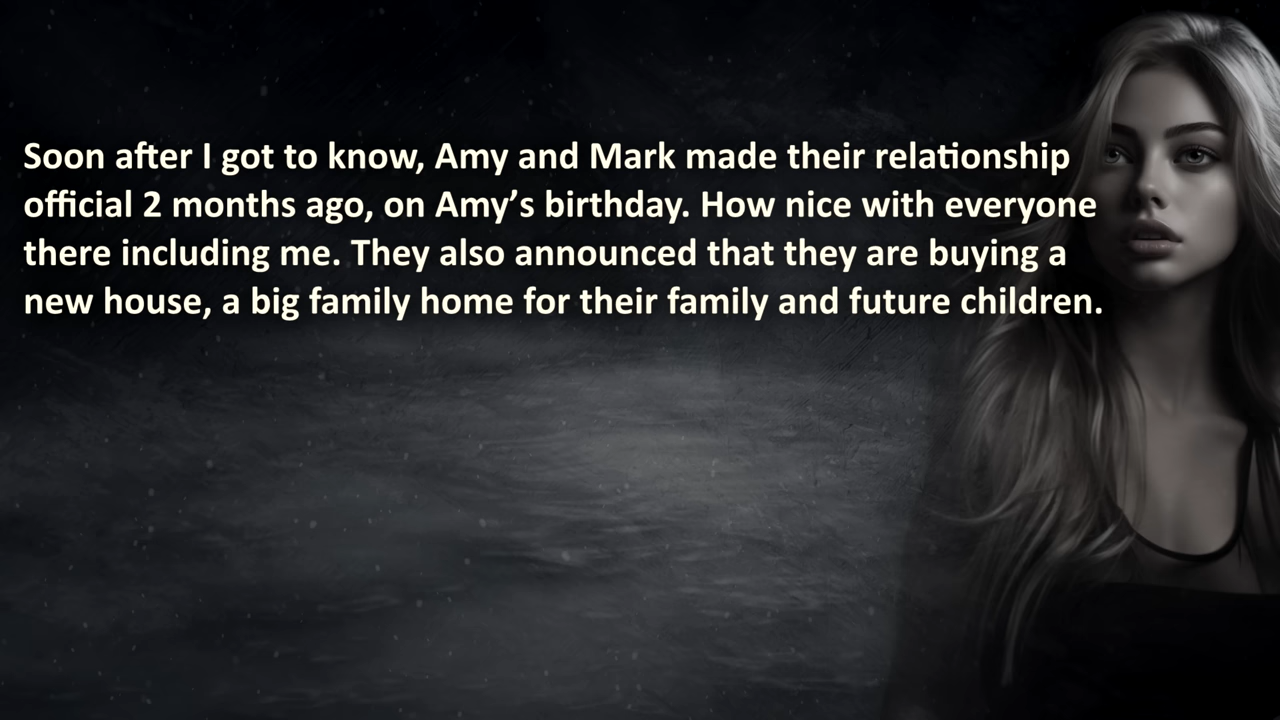 Soon after I got to know, Amy and Mark made their relationship
official 2 months ago, on Amy’s birthday. How nice with everyone
there including me. They also announced that they are buying a
new house, a big family home for their family and future children.